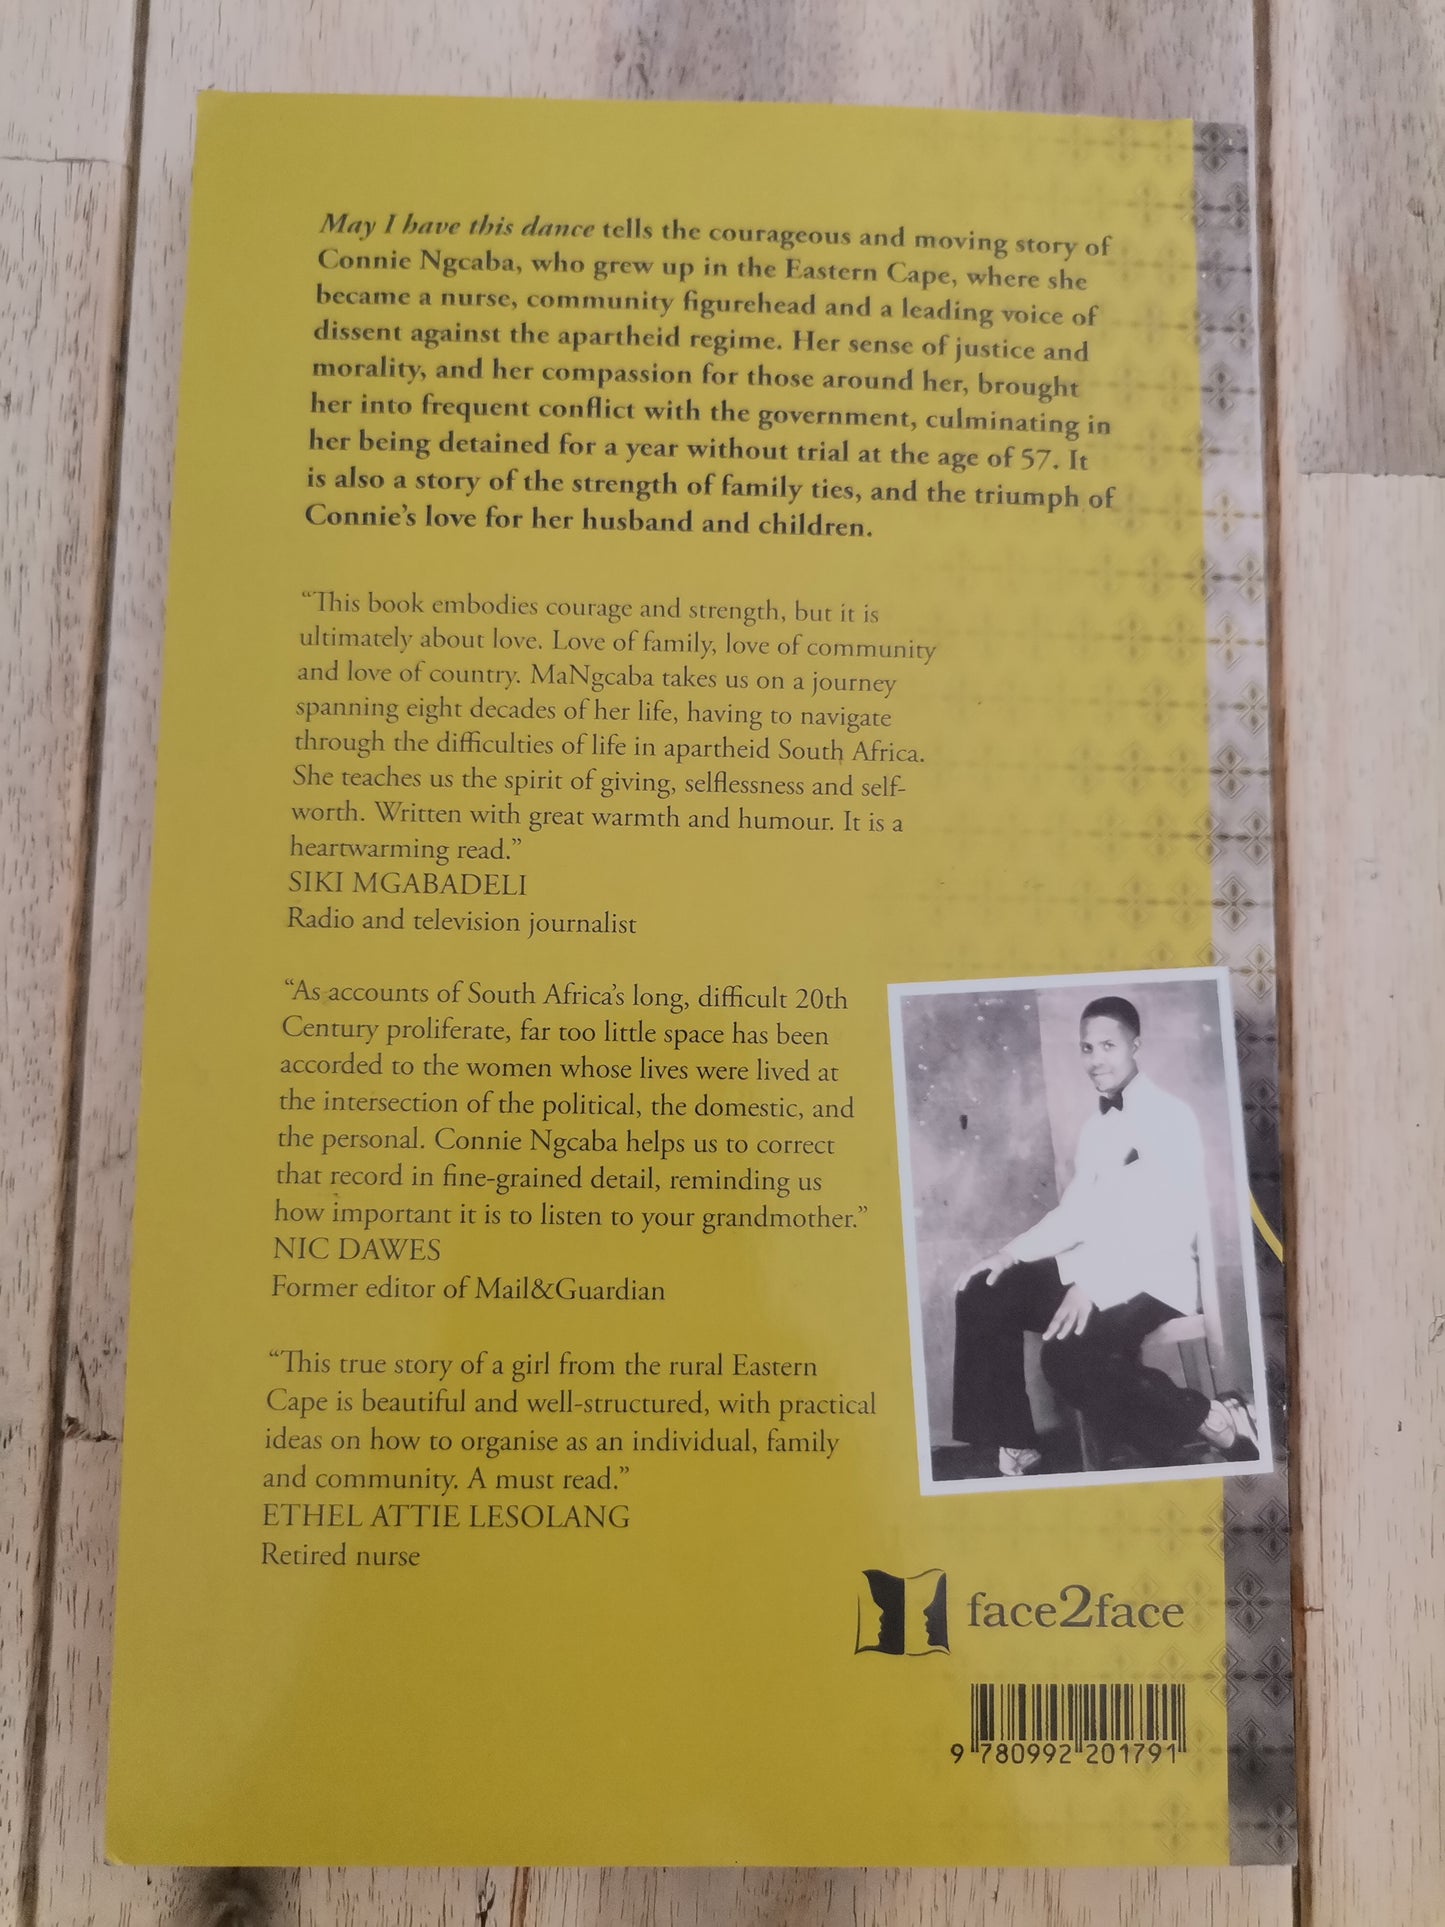 May I have this dance tells the courageous and moving story of
Connie Ngcaba, who grew up in the Eastern Cape, where she
became a nurse, community figurehead and a leading voice of
dissent against the apartheid regime. Her sense of justice and
morality, and her compassion for those around her, brought
her into frequent conflict with the government, culminating in
her being detained for a year without trial at the age of 57. It
is also a story of the strength of family ties, and the triumph of
Connie's love for her husband and children.
“This book embodies courage and strength, but it is
ultimately about love. Love of family, love of community
and love of country. MaNgcaba takes us on a journey
spanning eight decades of her life, having to navigate
through the difficulties of life in apartheid South Africa.
She teaches us the spirit of giving, selflessness and self-
worth. Written with great warmth and humour. It is a
heartwarming read.”
SIKI MGABADELI
Radio and television journalist
“As accounts of South Africa's long, difficult 20th
Century proliferate, far too little space has been
accorded to the women whose lives were lived at
the intersection of the political, the domestic, and
the personal. Connie Ngcaba helps us to correct
that record in fine-grained detail, reminding us
how important it is to listen to your grandmother.”
NIC DAWES
Former editor of Mail&Guardian
“This true story of a girl from the rural Eastern
Cape is beautiful and well-structured, with practical
ideas on how to organise as an individual, family
and community. A must read.”
ETHEL ATTIE LESOLANG
Retired nurse
face2face
9 780992 201791